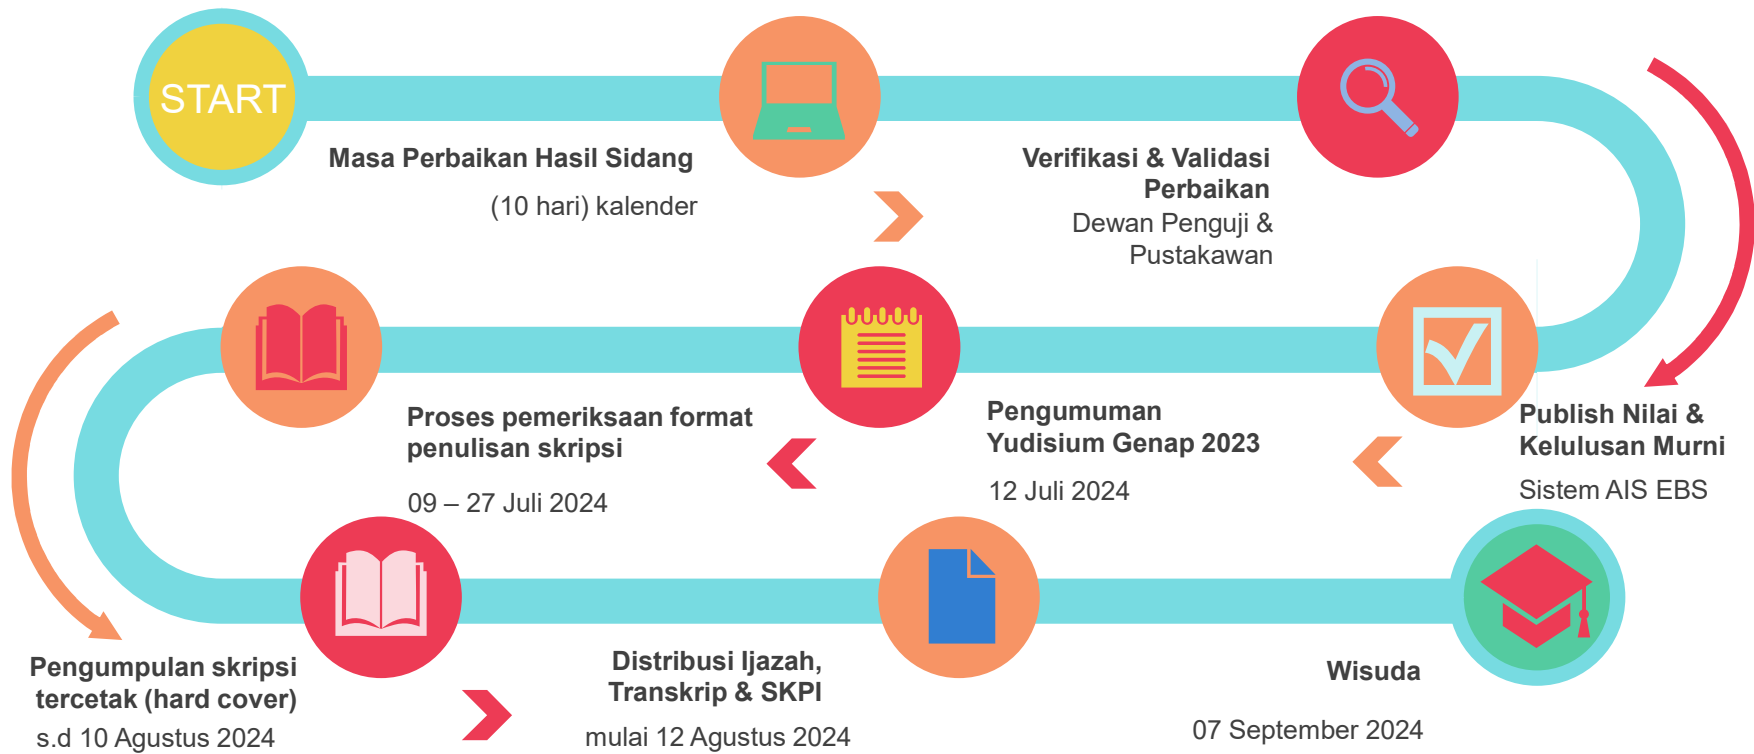 START
Masa Perbaikan Hasil Sidang
(10 hari) kalender
Verifikasi & Validasi
Perbaikan
Dewan Penguji &
Pustakawan
Publish Nilai &
Kelulusan Murni
Sistem AIS EBS
Pengumuman
Yudisium Genap 2023
12 Juli 2024
Proses pemeriksaan format
penulisan skripsi
09 – 27 Juli 2024
Pengumpulan skripsi
tercetak (hard cover)
s.d 10 Agustus 2024
Distribusi Ijazah,
Transkrip & SKPI
mulai 12 Agustus 2024
Wisuda
07 September 2024